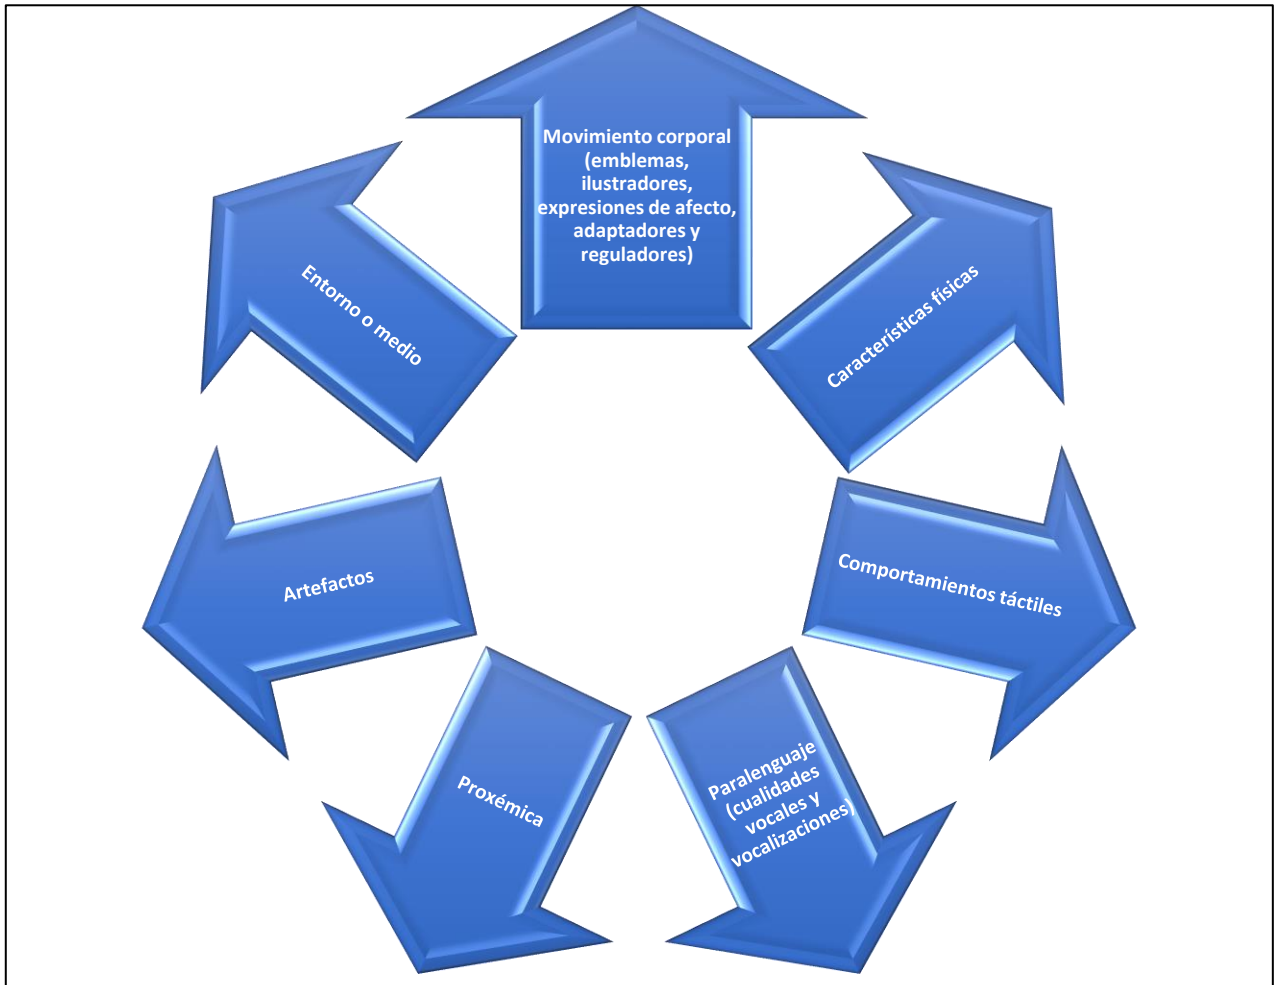 Movimiento corporal
(emblemas,
ilustradores,
expresiones de afecto,
adaptadores y
reguladores)
Características físicas
Comportamientos táctiles
Paralenguaje
(cualidades
vocales y
vocalizaciones)
Proxémica
Artefactos
Entorno o medio